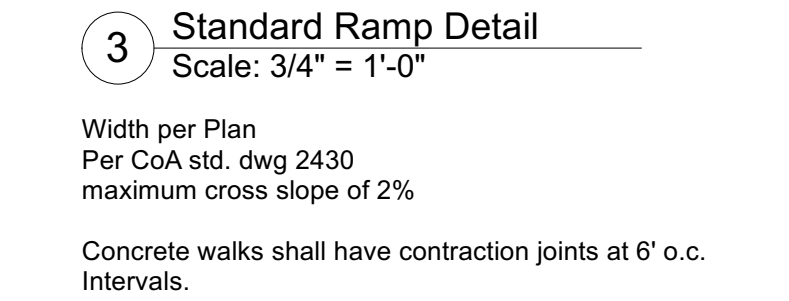 3
Standard Ramp Detail
Scale: 3/4" = 1'-0"
Width per Plan
Per CoA std. dwg 2430
maximum cross slope of 2%
Concrete walks shall have contraction joints at 6' o.c.
Intervals.